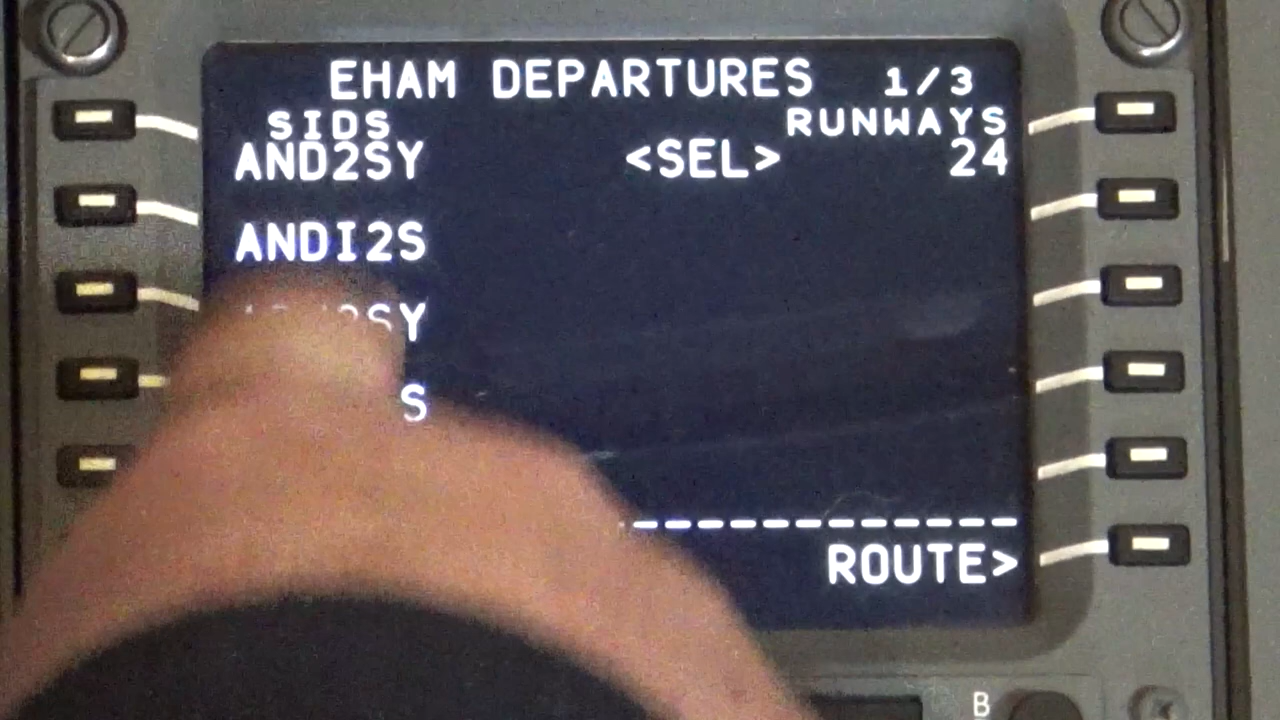 EHAM DEPARTURES 1/3
SIDS RUNWAYS
AND2SY <SEL> 24
ANDI2S
ROUTE>
B